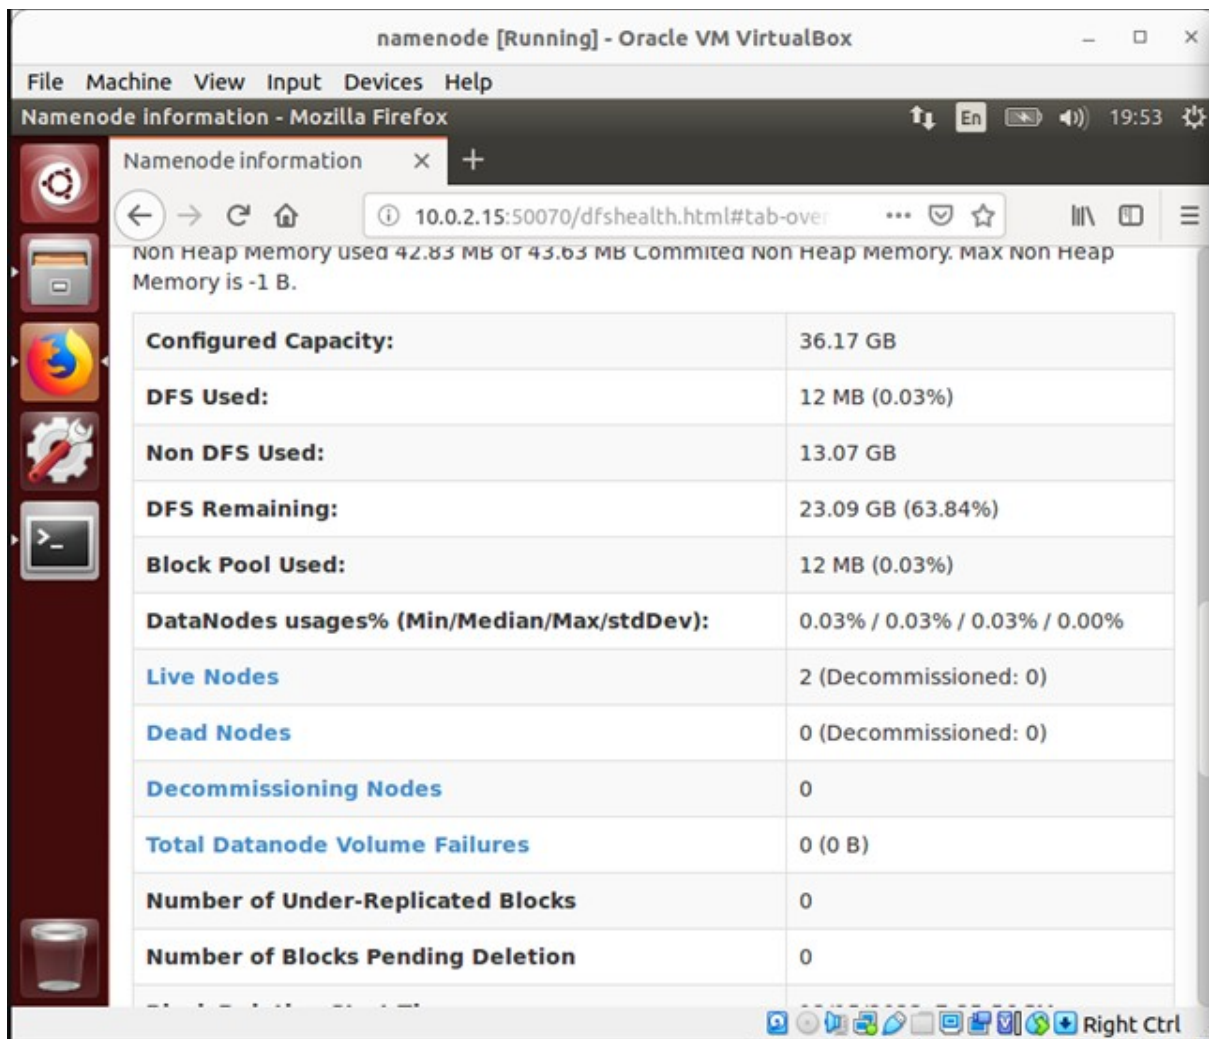 namenode [Running] - Oracle VM VirtualBox
File Machine View Input Devices Help
Namenode information - Mozilla Firefox En 19:53
Namenode information
10.0.2.15:50070/dfshealth.html#tab-over
Non Heap Memory used 42.83 MB of 43.63 MB Commited Non Heap Memory. Max Non Heap
Memory is -1 B.
Configured Capacity: 36.17 GB
DFS Used: 12 MB (0.03%)
Non DFS Used: 13.07 GB
DFS Remaining: 23.09 GB (63.84%)
Block Pool Used: 12 MB (0.03%)
DataNodes usages% (Min/Median/Max/stdDev): 0.03% / 0.03% / 0.03% / 0.00%
Live Nodes 2 (Decommissioned: 0)
Dead Nodes 0 (Decommissioned: 0)
Decommissioning Nodes 0
Total Datanode Volume Failures 0 (0 B)
Number of Under-Replicated Blocks 0
Number of Blocks Pending Deletion 0
Right Ctrl